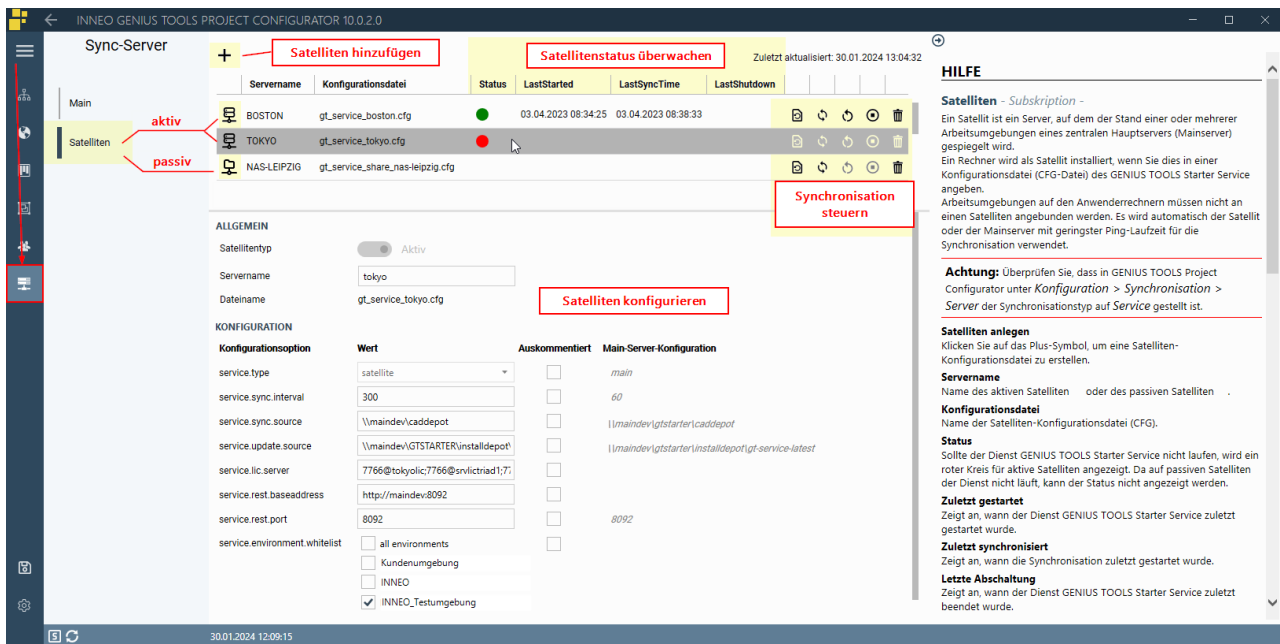 INNEO GENIUS TOOLS PROJECT CONFIGURATOR 10.0.2.0
Sync-Server
Main
Satelliten
aktiv
passiv
Satelliten hinzufügen
Satellitenstatus überwachen
Zuletzt aktualisiert: 30.01.2024 13:04:32
Servername Konfigurationsdatei Status LastStarted LastSyncTime LastShutdown
BOSTON gt_service_boston.cfg 03.04.2023 08:34:25 03.04.2023 08:38:33
TOKYO gt_service_tokyo.cfg
NAS-LEIPZIG gt_service_share_nas-leipzig.cfg
Synchronisation
steuern
ALLGEMEIN
Satellitentyp Aktiv
Servername tokyo
Dateiname gt_service_tokyo.cfg
Satelliten konfigurieren
KONFIGURATION
Konfigurationsoption Wert Auskommentiert Main-Server-Konfiguration
service.type satellite main
service.sync.interval 300 60
service.sync.source \\maindev\caddepot \\maindev\gtstarter\caddepot
service.update.source \\maindev\GTSTARTER\installdepot\ \\maindev\gtstarter\installdepot\gt-service-latest
service.lic.server 7766@tokyolic;7766@srvlictriad1;77
service.rest.baseaddress http://maindev:8092
service.rest.port 8092 8092
service.environment.whitelist all environments
Kundenumgebung
INNEO
INNEO_Testumgebung
30.01.2024 12:09:15
HILFE
Satelliten - Subskription -
Ein Satellit ist ein Server, auf dem der Stand einer oder mehrerer
Arbeitsumgebungen eines zentralen Hauptservers (Mainserver)
gespiegelt wird.
Ein Rechner wird als Satellit installiert, wenn Sie dies in einer
Konfigurationsdatei (CFG-Datei) des GENIUS TOOLS Starter Service
angeben.
Arbeitsumgebungen auf den Anwenderrechnern müssen nicht an
einen Satelliten angebunden werden. Es wird automatisch der Satellit
oder der Mainserver mit geringster Ping-Laufzeit für die
Synchronisation verwendet.
Achtung: Überprüfen Sie, dass in GENIUS TOOLS Project
Configurator unter Konfiguration > Synchronisation >
Server der Synchronisationstyp auf Service gestellt ist.
Satelliten anlegen
Klicken Sie auf das Plus-Symbol, um eine Satelliten-
Konfigurationsdatei zu erstellen.
Servername
Name des aktiven Satelliten oder des passiven Satelliten .
Konfigurationsdatei
Name der Satelliten-Konfigurationsdatei (CFG).
Status
Sollte der Dienst GENIUS TOOLS Starter Service nicht laufen, wird ein
roter Kreis für aktive Satelliten angezeigt. Da auf passiven Satelliten
der Dienst nicht läuft, kann der Status nicht angezeigt werden.
Zuletzt gestartet
Zeigt an, wann der Dienst GENIUS TOOLS Starter Service zuletzt
gestartet wurde.
Zuletzt synchronisiert
Zeigt an, wann die Synchronisation zuletzt gestartet wurde.
Letzte Abschaltung
Zeigt an, wann der Dienst GENIUS TOOLS Starter Service zuletzt
beendet wurde.